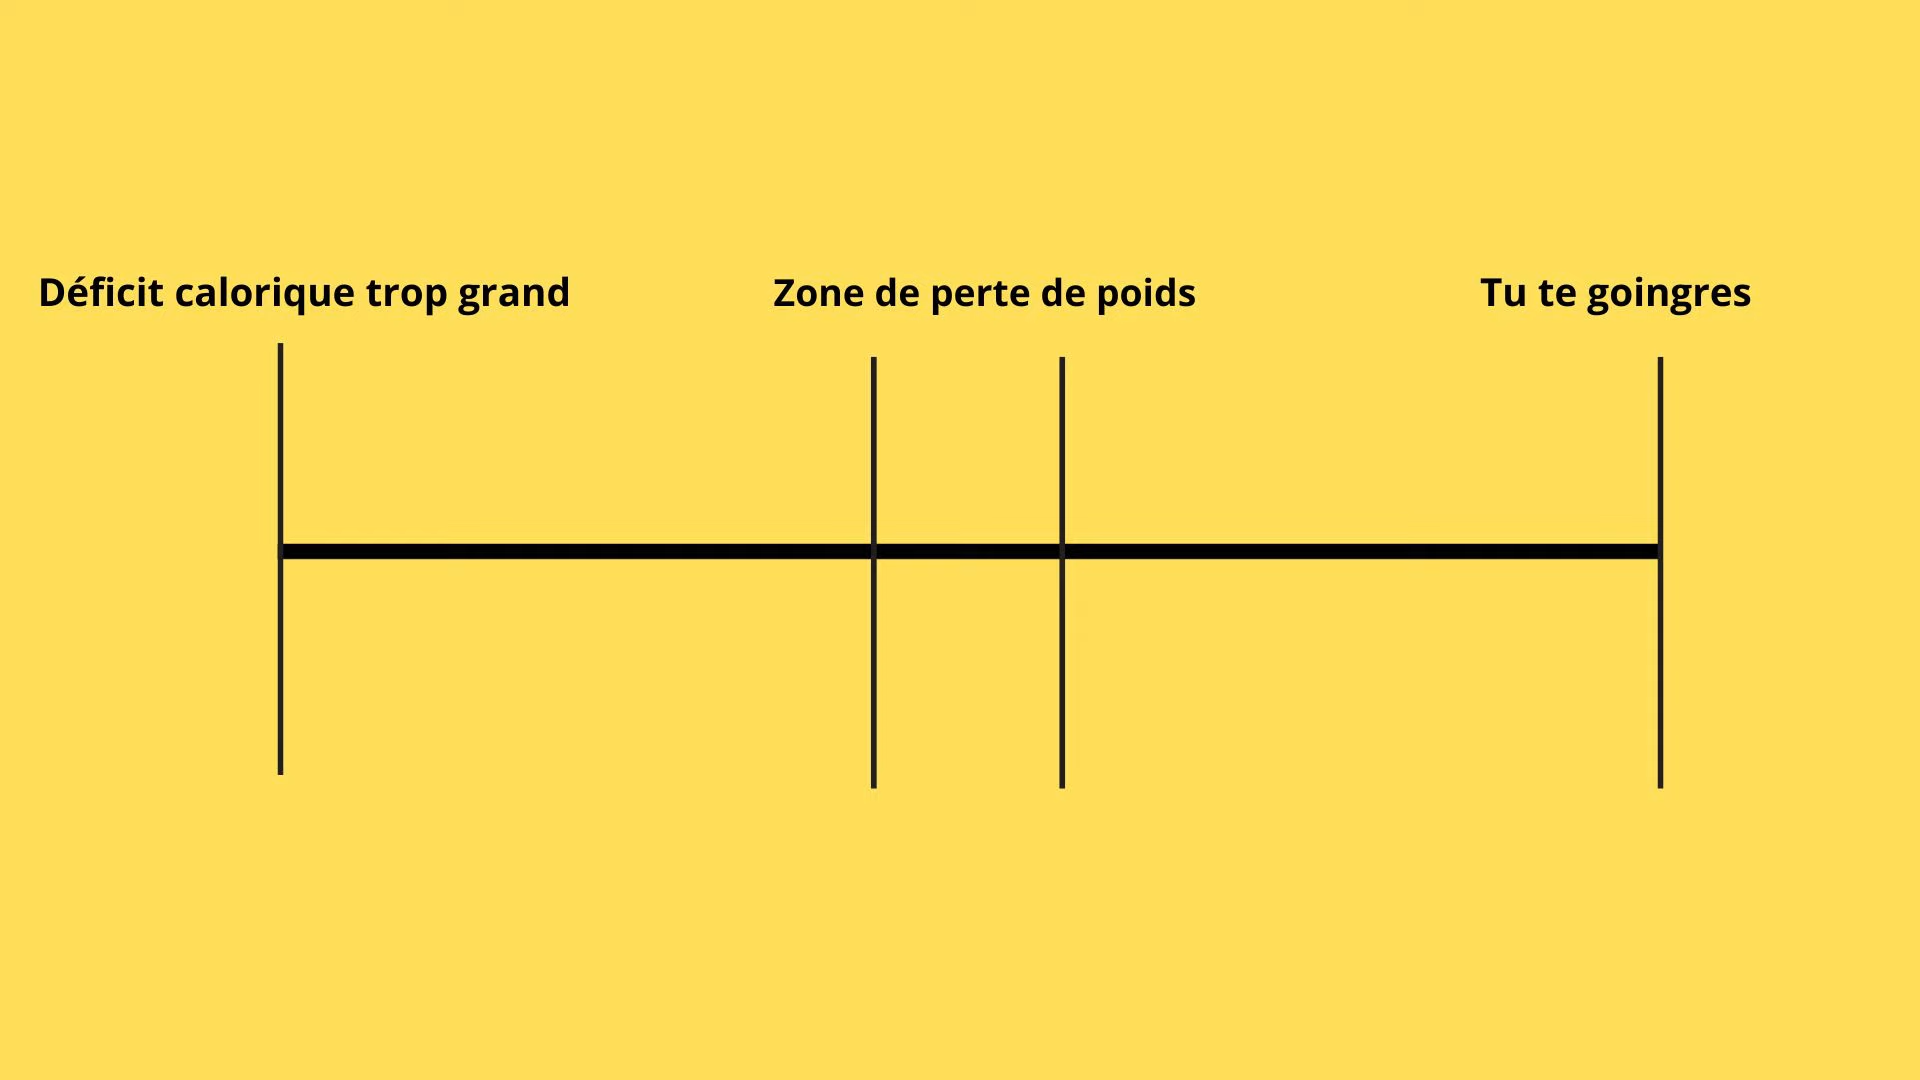 Déficit calorique trop grand
Zone de perte de poids
Tu te goingres